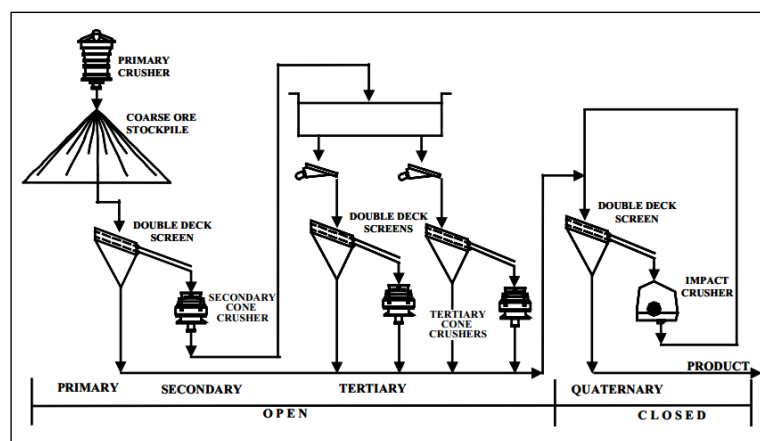 PRIMARY
CRUSHER
COARSE ORE
STOCKPILE
DOUBLE DECK
SCREEN
SECONDARY
CONE
CRUSHER
DOUBLE DECK
SCREENS
TERTIARY
CONE
CRUSHERS
DOUBLE DECK
SCREEN
IMPACT
CRUSHER
PRODUCT
PRIMARY
SECONDARY
TERTIARY
QUATERNARY
OPEN
CLOSED